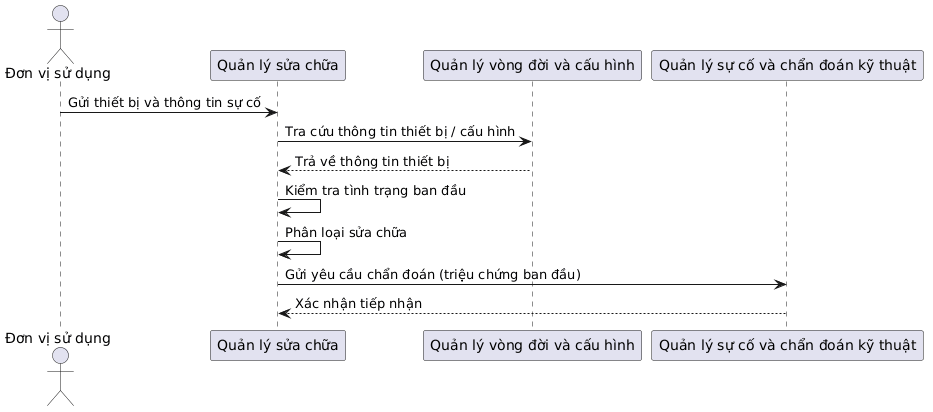 Đơn vị sử dụng
Quản lý sửa chữa
Quản lý vòng đời và cấu hình
Quản lý sự cố và chẩn đoán kỹ thuật
Gửi thiết bị và thông tin sự cố
Tra cứu thông tin thiết bị / cấu hình
Trả về thông tin thiết bị
Kiểm tra tình trạng ban đầu
Phân loại sửa chữa
Gửi yêu cầu chẩn đoán (triệu chứng ban đầu)
Xác nhận tiếp nhận
Đơn vị sử dụng
Quản lý sửa chữa
Quản lý vòng đời và cấu hình
Quản lý sự cố và chẩn đoán kỹ thuật